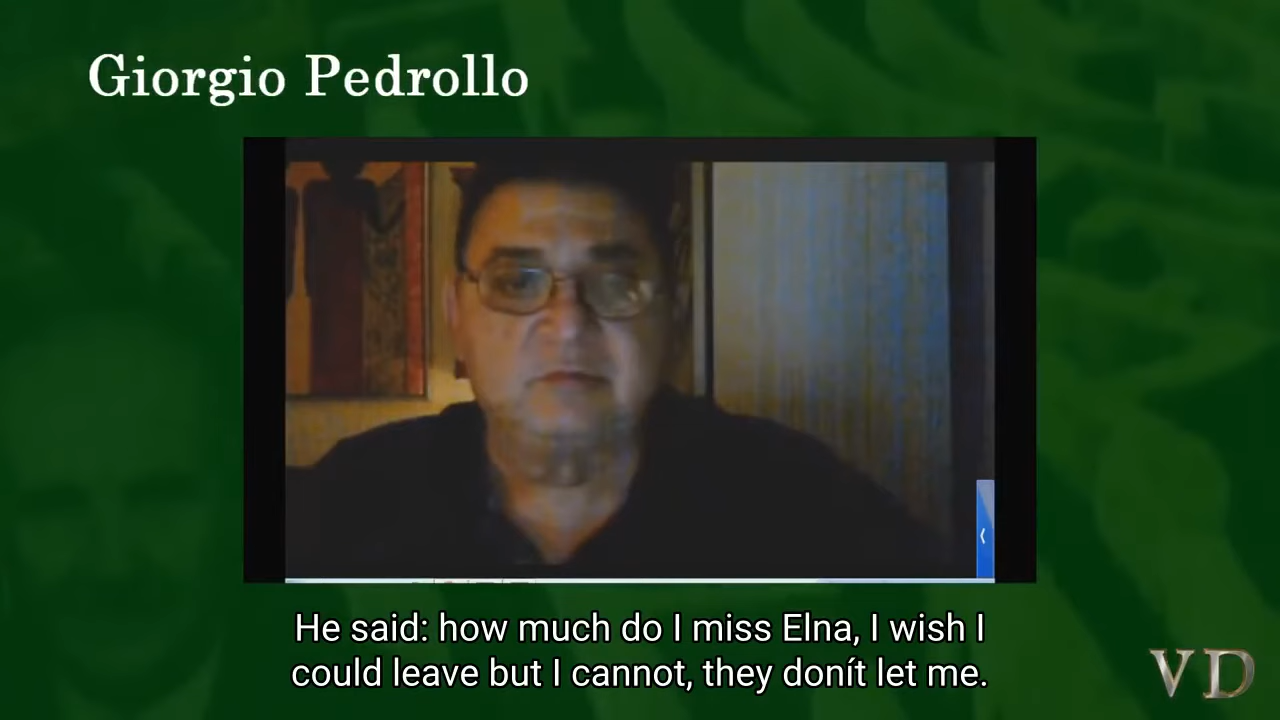 Giorgio Pedrollo
He said: how much do I miss Elna, I wish I
could leave but I cannot, they donít let me.
VD